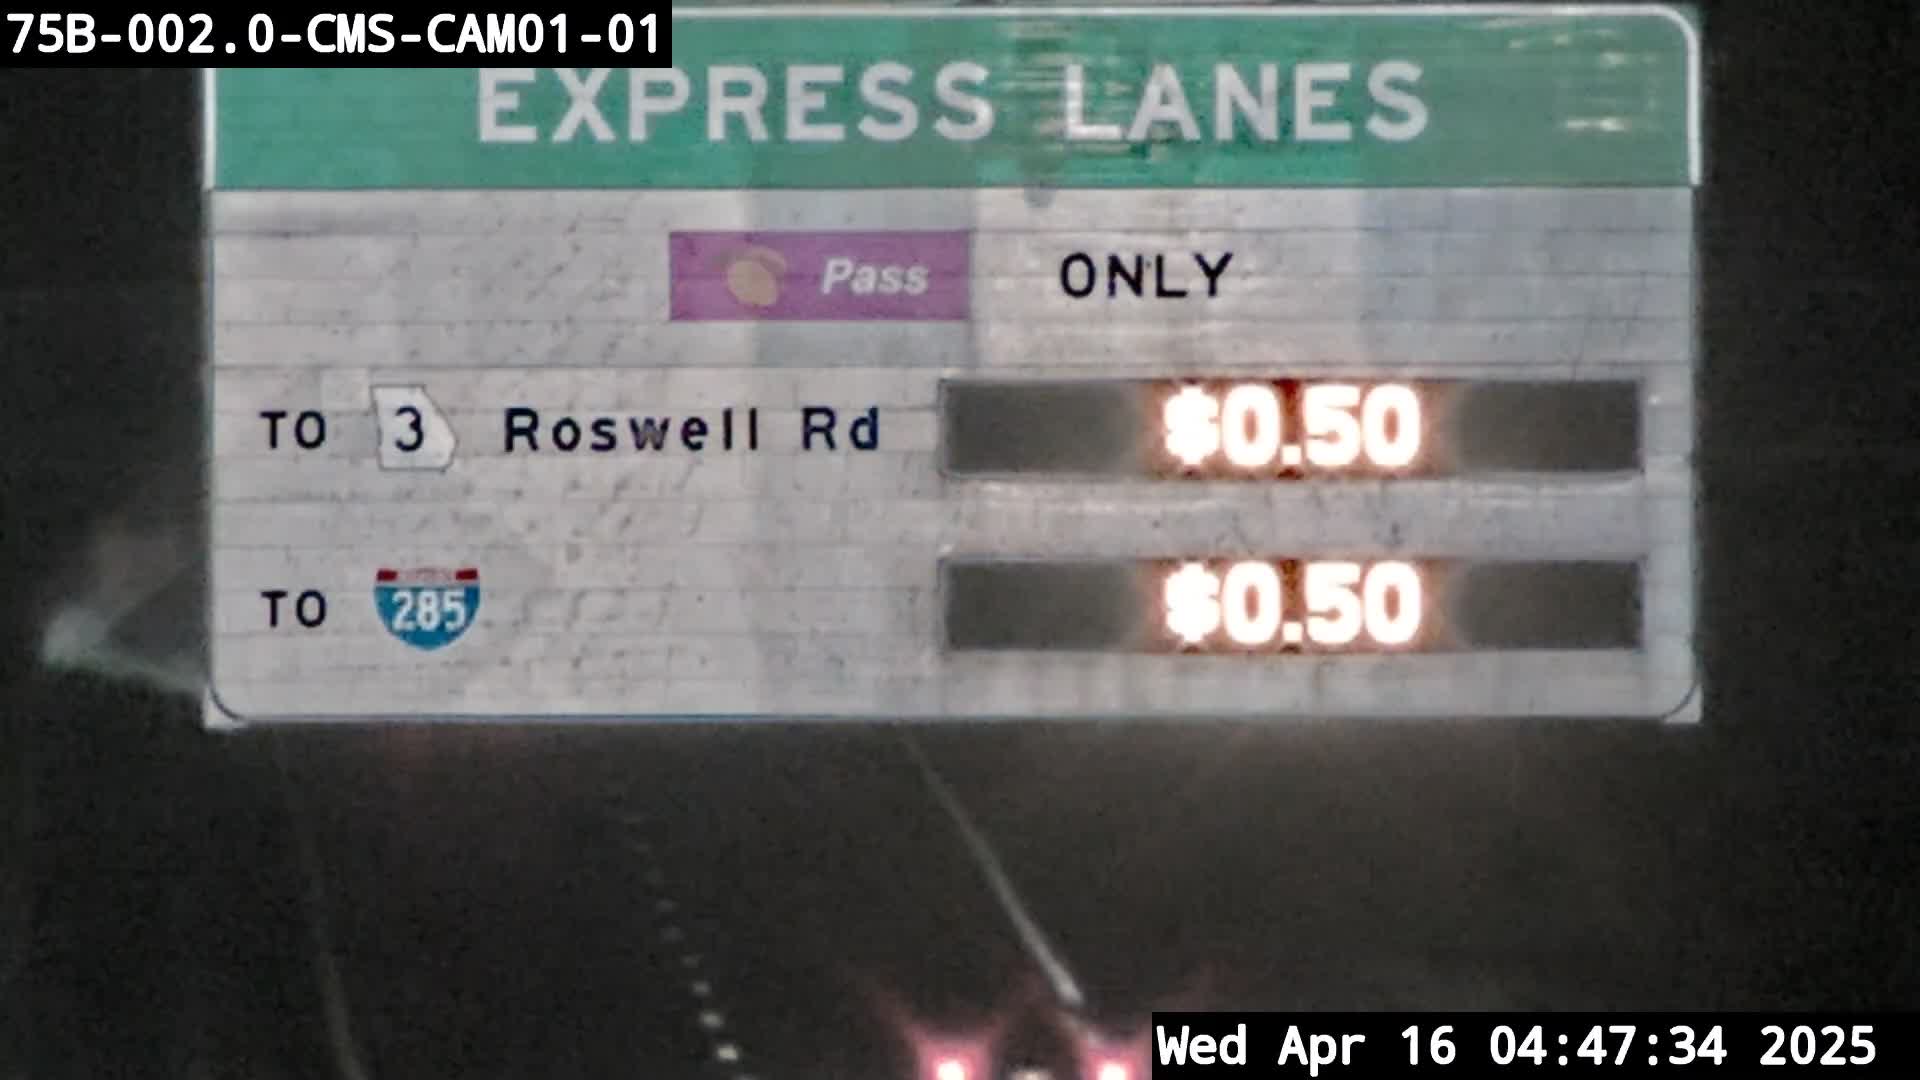 75B-002.0-CMS-CAM01-01
EXPRESS LANES
Pass ONLY
TO 3 Roswell Rd $0.50
TO 285 $0.50
Wed Apr 16 04:47:34 2025